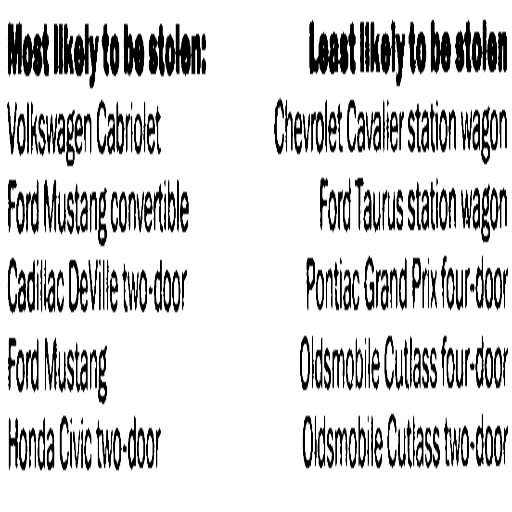 Most likely to be stolen:
Volkswagen Cabriolet
Ford Mustang convertible
Cadillac DeVille two-door
Ford Mustang
Honda Civic two-door
Least likely to be stolen
Chevrolet Cavalier station wagon
Ford Taurus station wagon
Pontiac Grand Prix four-door
Oldsmobile Cutlass four-door
Oldsmobile Cutlass two-door